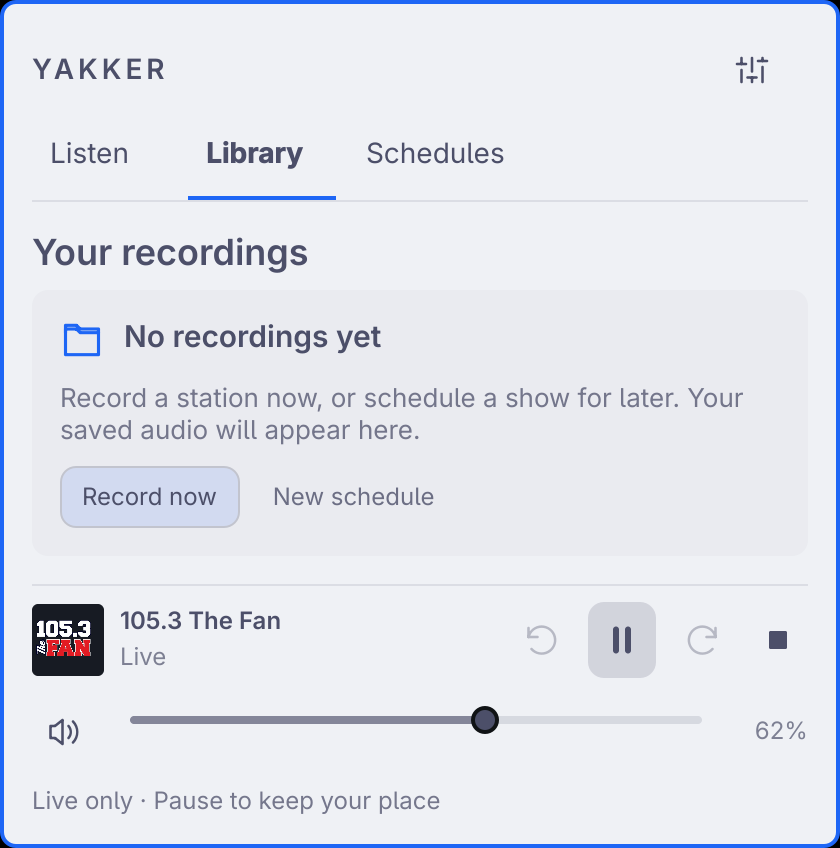 YAKKER
Listen
Library
Schedules
Your recordings
No recordings yet
Record a station now, or schedule a show for later. Your
saved audio will appear here.
Record now
New schedule
105.3
the FAN
105.3 The Fan
Live
62%
Live only · Pause to keep your place